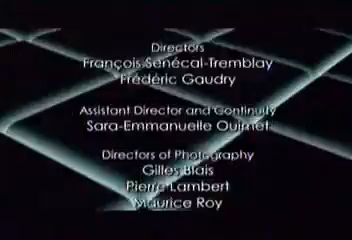 Directors
François Sénécal-Tremblay
Frédéric Gaudry
Assistant Director and Continuity
Sara-Emmanuelle Ouimet
Directors of Photography
Gilles Blais
Pierre Lambert
Maurice Roy